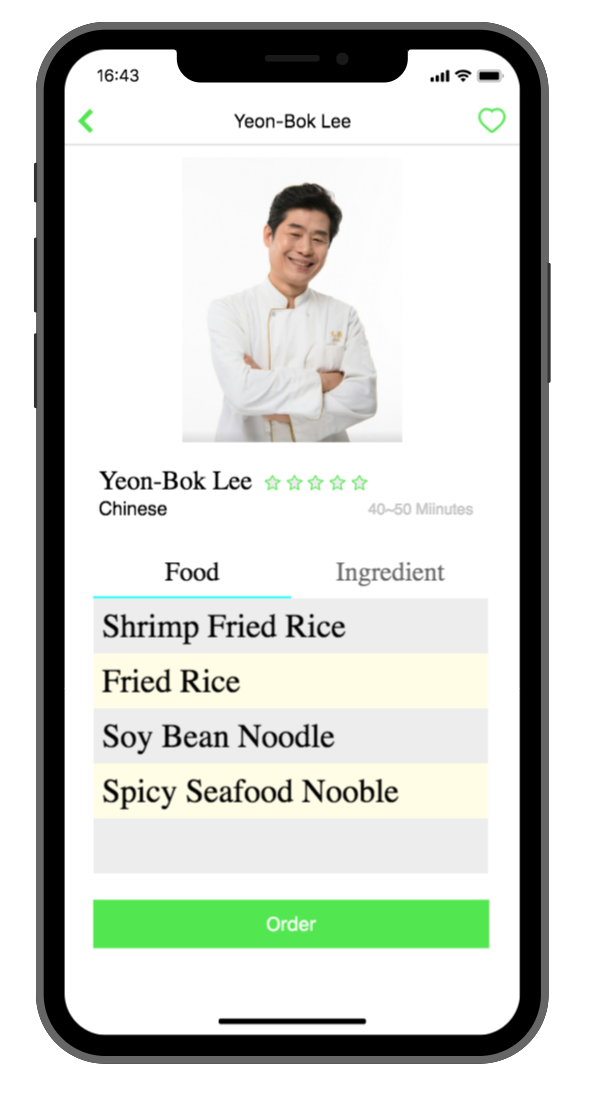 16:43
Yeon-Bok Lee
Yeon-Bok Lee
Chinese 40~50 Miinutes
Food Ingredient
Shrimp Fried Rice
Fried Rice
Soy Bean Noodle
Spicy Seafood Nooble
Order